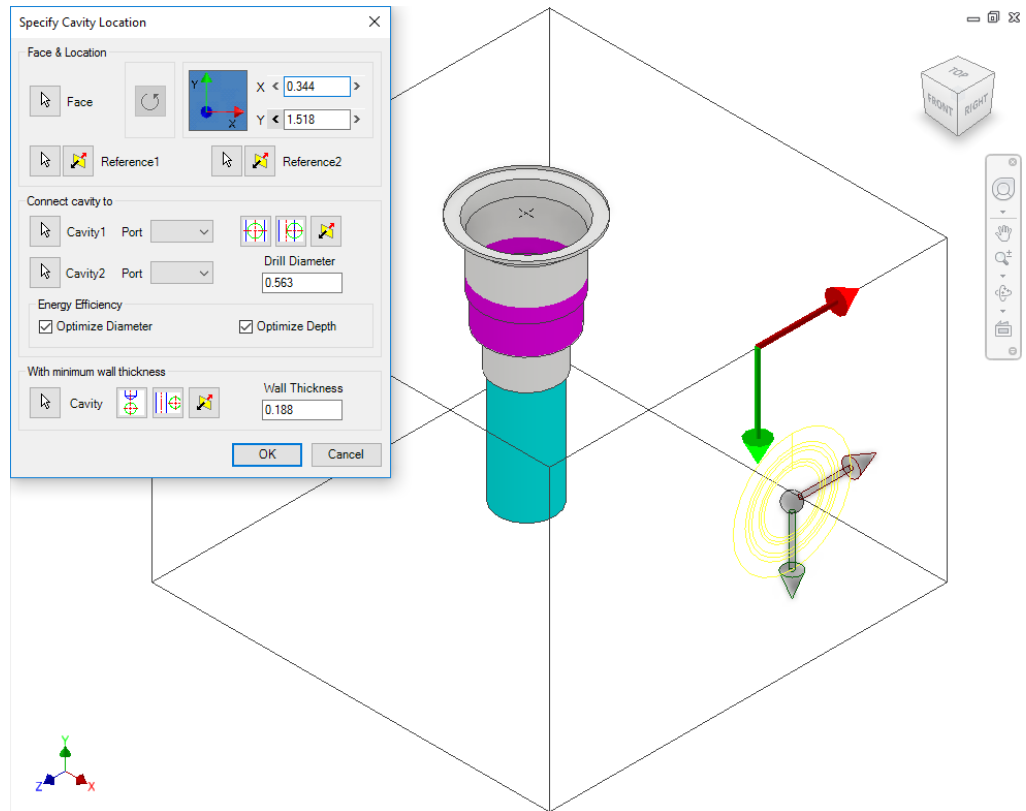 Specify Cavity Location
Face & Location
Face
Y
X
X < 0.344 >
Y < 1.518 >
Reference1
Reference2
Connect cavity to
Cavity1 Port
Cavity2 Port
Drill Diameter
0.563
Energy Efficiency
Optimize Diameter
Optimize Depth
With minimum wall thickness
Cavity
Wall Thickness
0.188
OK
Cancel
TOP
FRONT
RIGHT
Y
Z
X